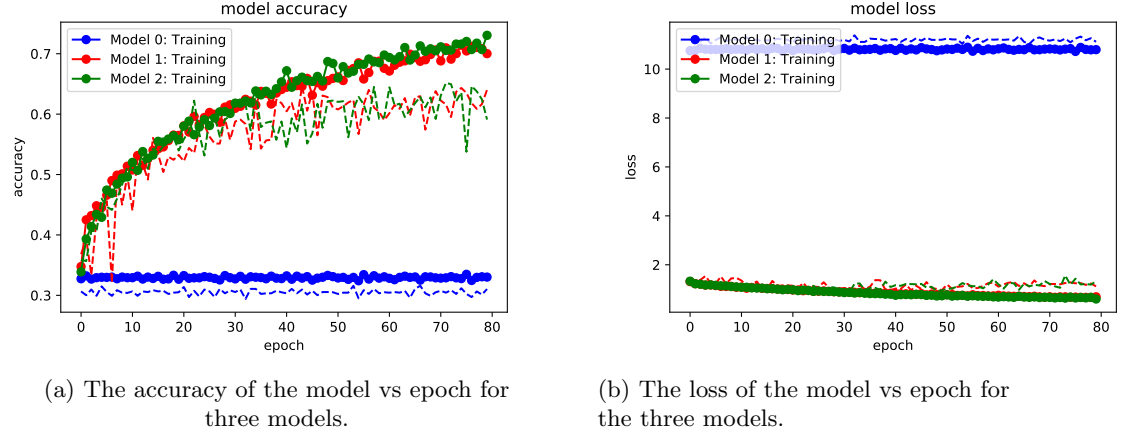 model accuracy
Model 0: Training
Model 1: Training
Model 2: Training
0.7
0.6
0.5
0.4
0.3
accuracy
0
10
20
30
40
50
60
70
80
epoch
model loss
Model 0: Training
Model 1: Training
Model 2: Training
10
8
6
4
2
loss
0
10
20
30
40
50
60
70
80
epoch
(a) The accuracy of the model vs epoch for
three models.
(b) The loss of the model vs epoch for
the three models.